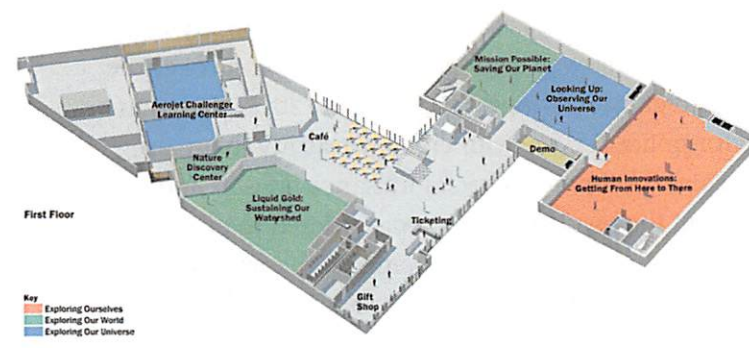 Mission Possible:
Saving Our Planet
Looking Up:
Observing Our
Universe
Aerojet Challenger
Learning Center
Café
Demo
Nature
Discovery
Center
Human Innovations:
Getting From Here to There
Liquid Gold:
Sustaining Our
Watershed
First Floor
Ticketing
Gift
Shop
Key
Exploring Ourselves
Exploring Our World
Exploring Our Universe